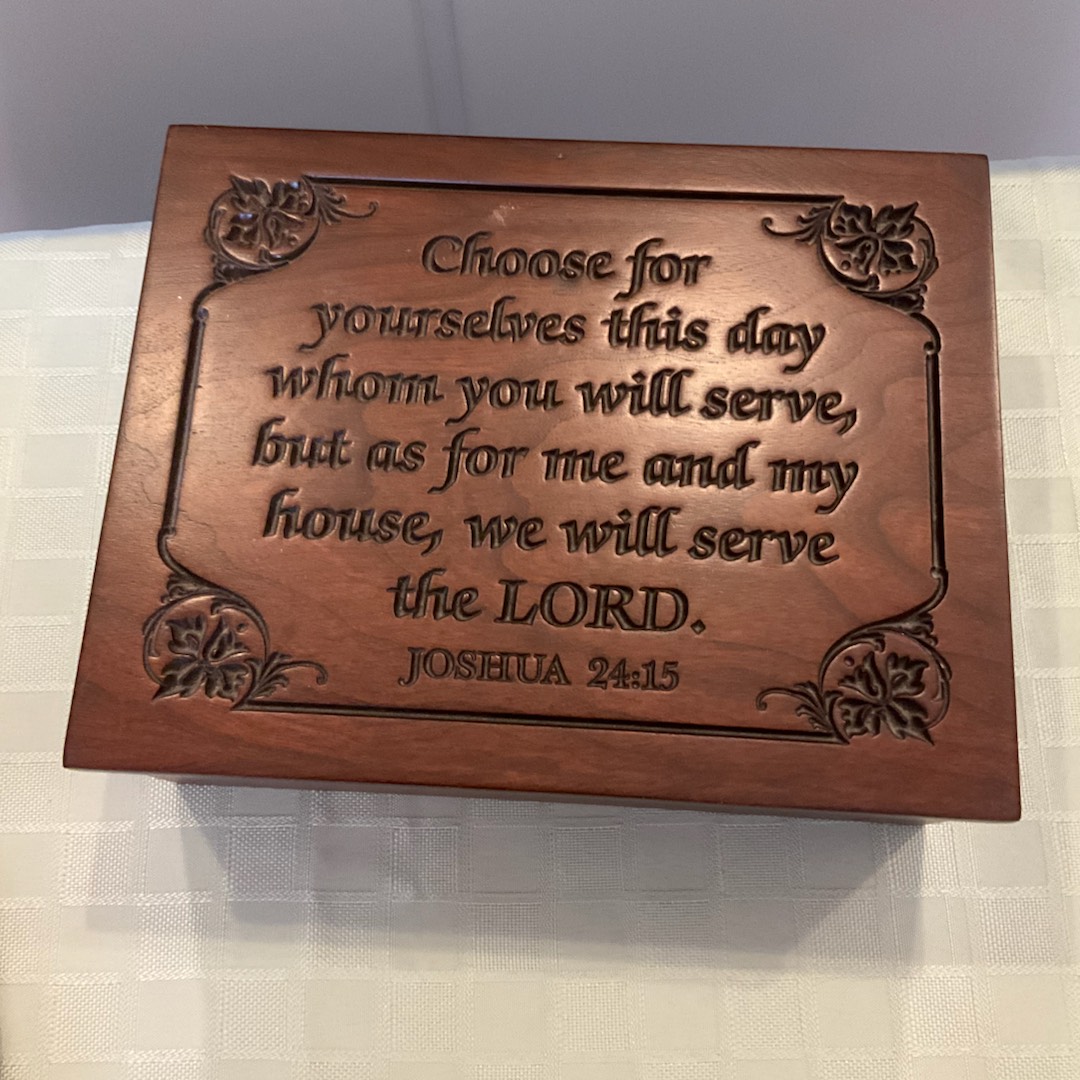 Choose for
yourselves this day
whom you will serve,
but as for me and my
house, we will serve
the LORD.
JOSHUA 24:15